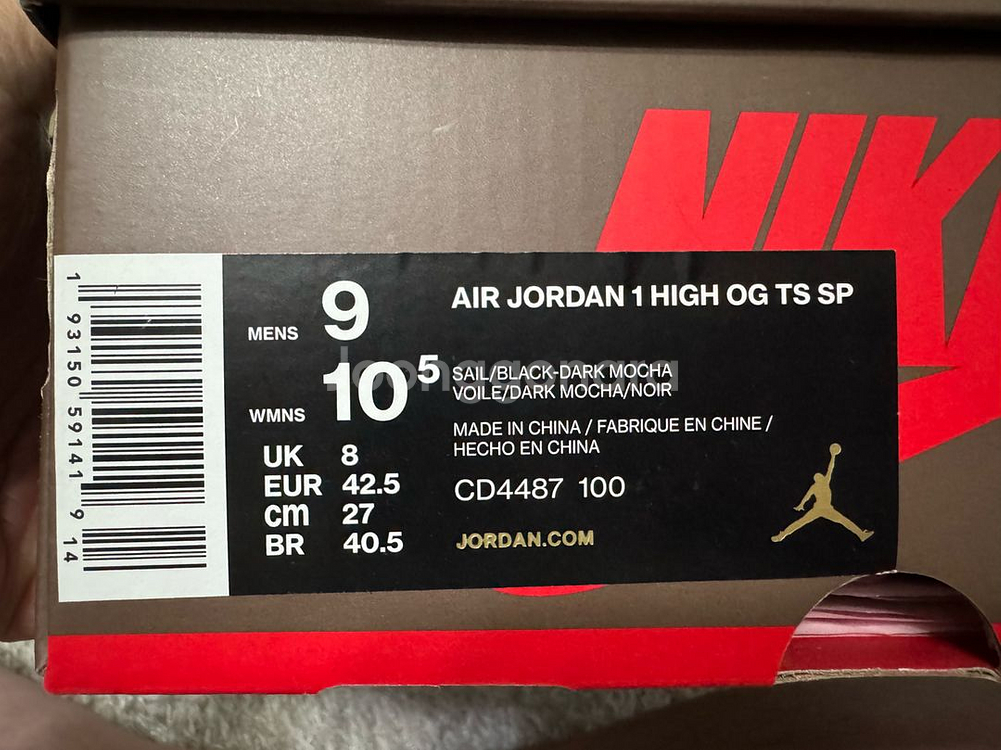 NIKE
1 93150 59141 9 14
MENS 9
WMNS 10⁵
UK 8
EUR 42.5
cm 27
BR 40.5
AIR JORDAN 1 HIGH OG TS SP
SAIL/BLACK-DARK MOCHA
VOILE/DARK MOCHA/NOIR
MADE IN CHINA / FABRIQUE EN CHINE /
HECHO EN CHINA
CD4487 100
JORDAN.COM